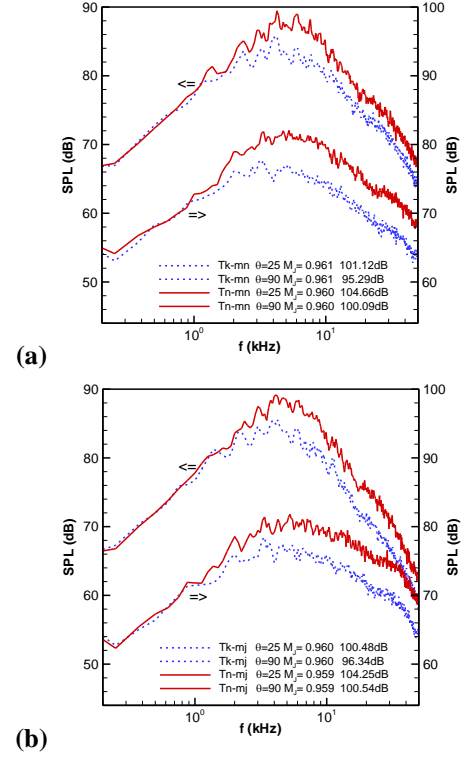 90
100
80
90
SPL (dB)
70
80
SPL (dB)
60
70
50
60
<=
=>
Tk-mn θ=25 MJ= 0.961 101.12dB
Tk-mn θ=90 MJ= 0.961 95.29dB
Tn-mn θ=25 MJ= 0.960 104.66dB
Tn-mn θ=90 MJ= 0.960 100.09dB
10^0
10^1
f (kHz)
(a)
90
100
80
90
SPL (dB)
70
80
SPL (dB)
60
70
50
60
<=
=>
Tk-mj θ=25 MJ= 0.960 100.48dB
Tk-mj θ=90 MJ= 0.960 96.34dB
Tn-mj θ=25 MJ= 0.959 104.25dB
Tn-mj θ=90 MJ= 0.959 100.54dB
10^0
10^1
f (kHz)
(b)